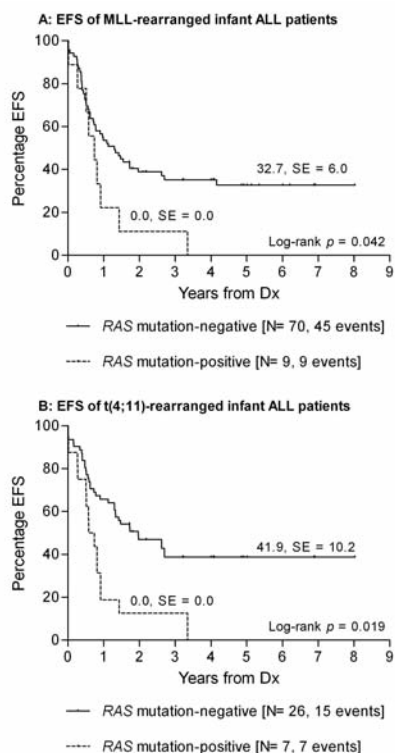 A: EFS of MLL-rearranged infant ALL patients
Percentage EFS
100
80
60
40
20
0
32.7, SE = 6.0
0.0, SE = 0.0
Log-rank p = 0.042
0 1 2 3 4 5 6 7 8 9
Years from Dx
RAS mutation-negative [N= 70, 45 events]
RAS mutation-positive [N= 9, 9 events]
B: EFS of t(4;11)-rearranged infant ALL patients
Percentage EFS
100
80
60
40
20
0
41.9, SE = 10.2
0.0, SE = 0.0
Log-rank p = 0.019
0 1 2 3 4 5 6 7 8 9
Years from Dx
RAS mutation-negative [N= 26, 15 events]
RAS mutation-positive [N= 7, 7 events]